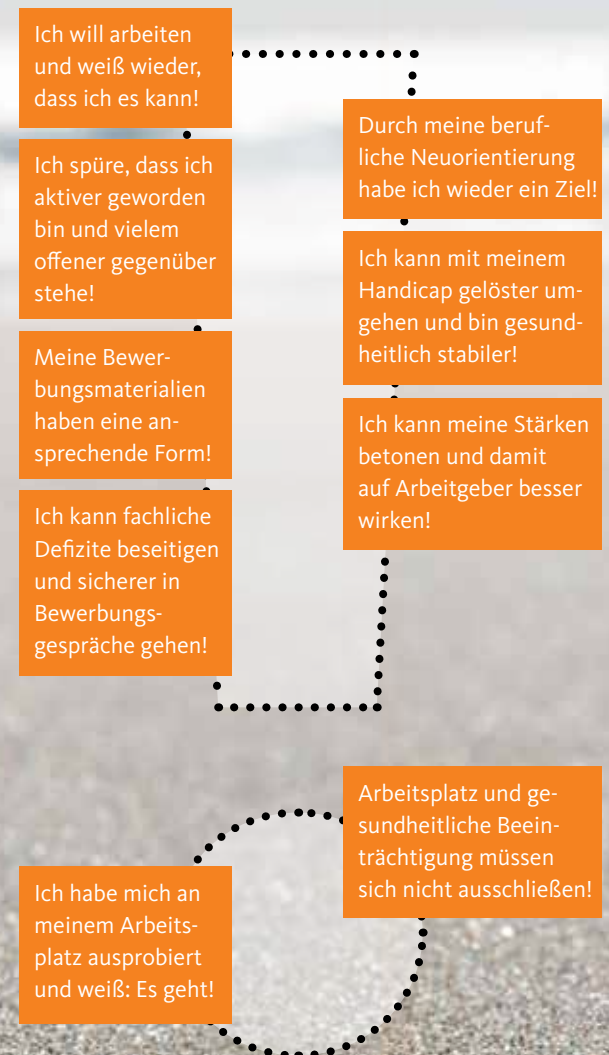 Ich will arbeiten
und weiß wieder,
dass ich es kann!
Ich spüre, dass ich
aktiver geworden
bin und vielem
offener gegenüber
stehe!
Meine Bewer-
bungsmaterialien
haben eine an-
sprechende Form!
Ich kann fachliche
Defizite beseitigen
und sicherer in
Bewerbungs-
gespräche gehen!
Durch meine beruf-
liche Neuorientierung
habe ich wieder ein Ziel!
Ich kann mit meinem
Handicap gelöster um-
gehen und bin gesund-
heitlich stabiler!
Ich kann meine Stärken
betonen und damit
auf Arbeitgeber besser
wirken!
Arbeitsplatz und ge-
sundheitliche Beein-
trächtigung müssen
sich nicht ausschließen!
Ich habe mich an
meinem Arbeits-
platz ausprobiert
und weiß: Es geht!